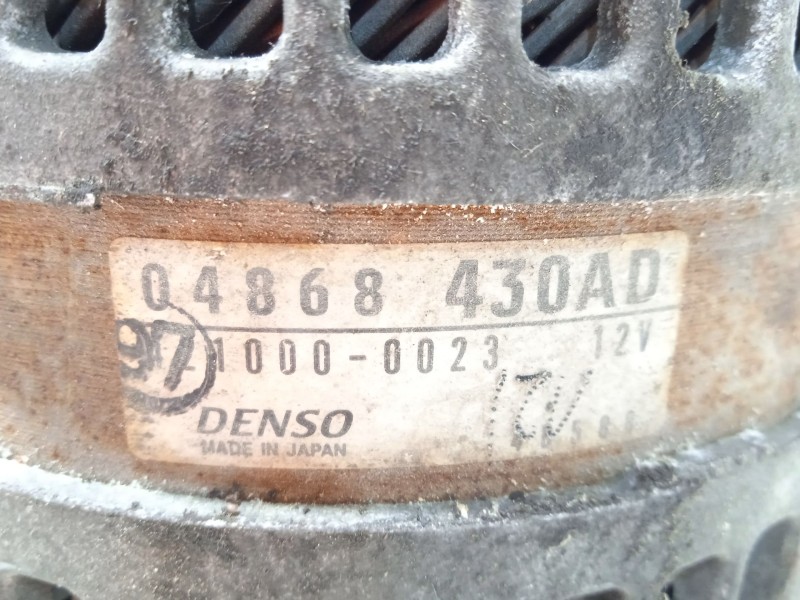 04868 430AD
97 1000-0023 12V
DENSO
MADE IN JAPAN